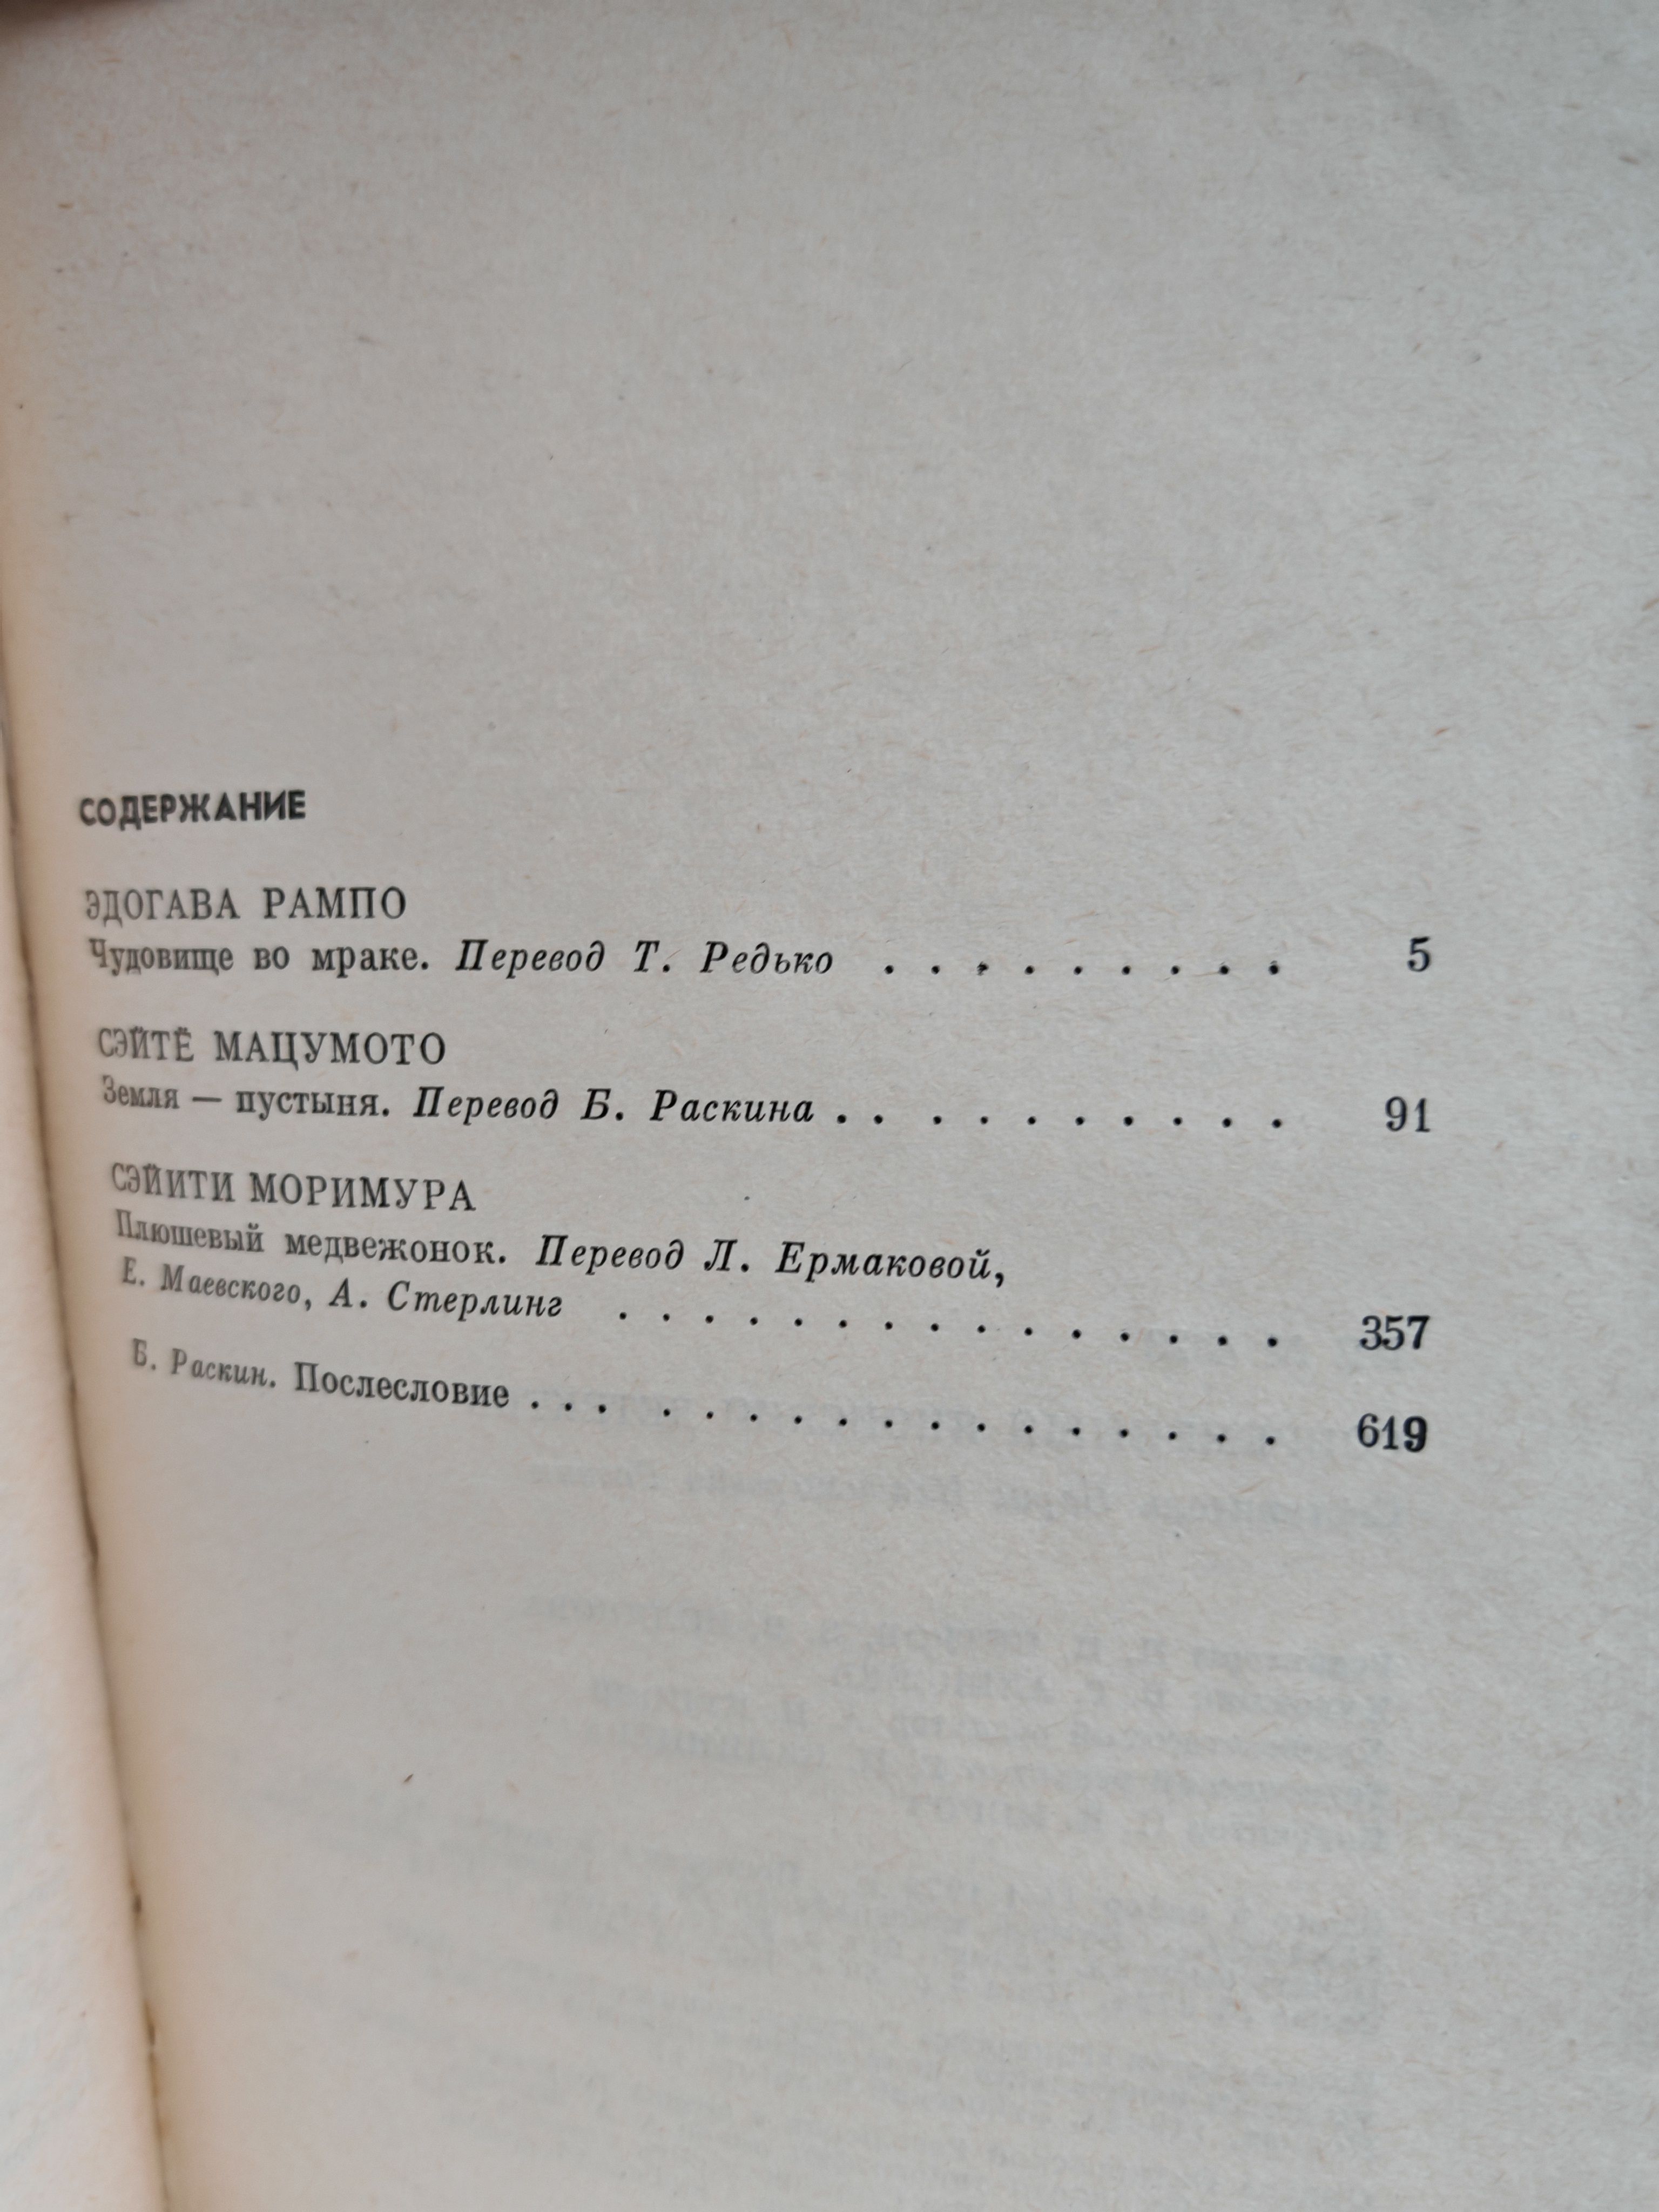 СОДЕРЖАНИЕ
ЭДОГАВА РАМПО
Чудовище во мраке. Перевод Т. Редько . . . . . . . . . 5
СЭЙТЁ МАЦУМОТО
Земля — пустыня. Перевод Б. Раскина . . . . . . . . . . 91
СЭЙИТИ МОРИМУРА
Плюшевый медвежонок. Перевод Л. Ермаковой,
Е. Маевского, А. Стерлинг . . . . . . . . . . . . . . . 357
Б. Раскин. Послесловие . . . . . . . . . . . . . . . . . 619